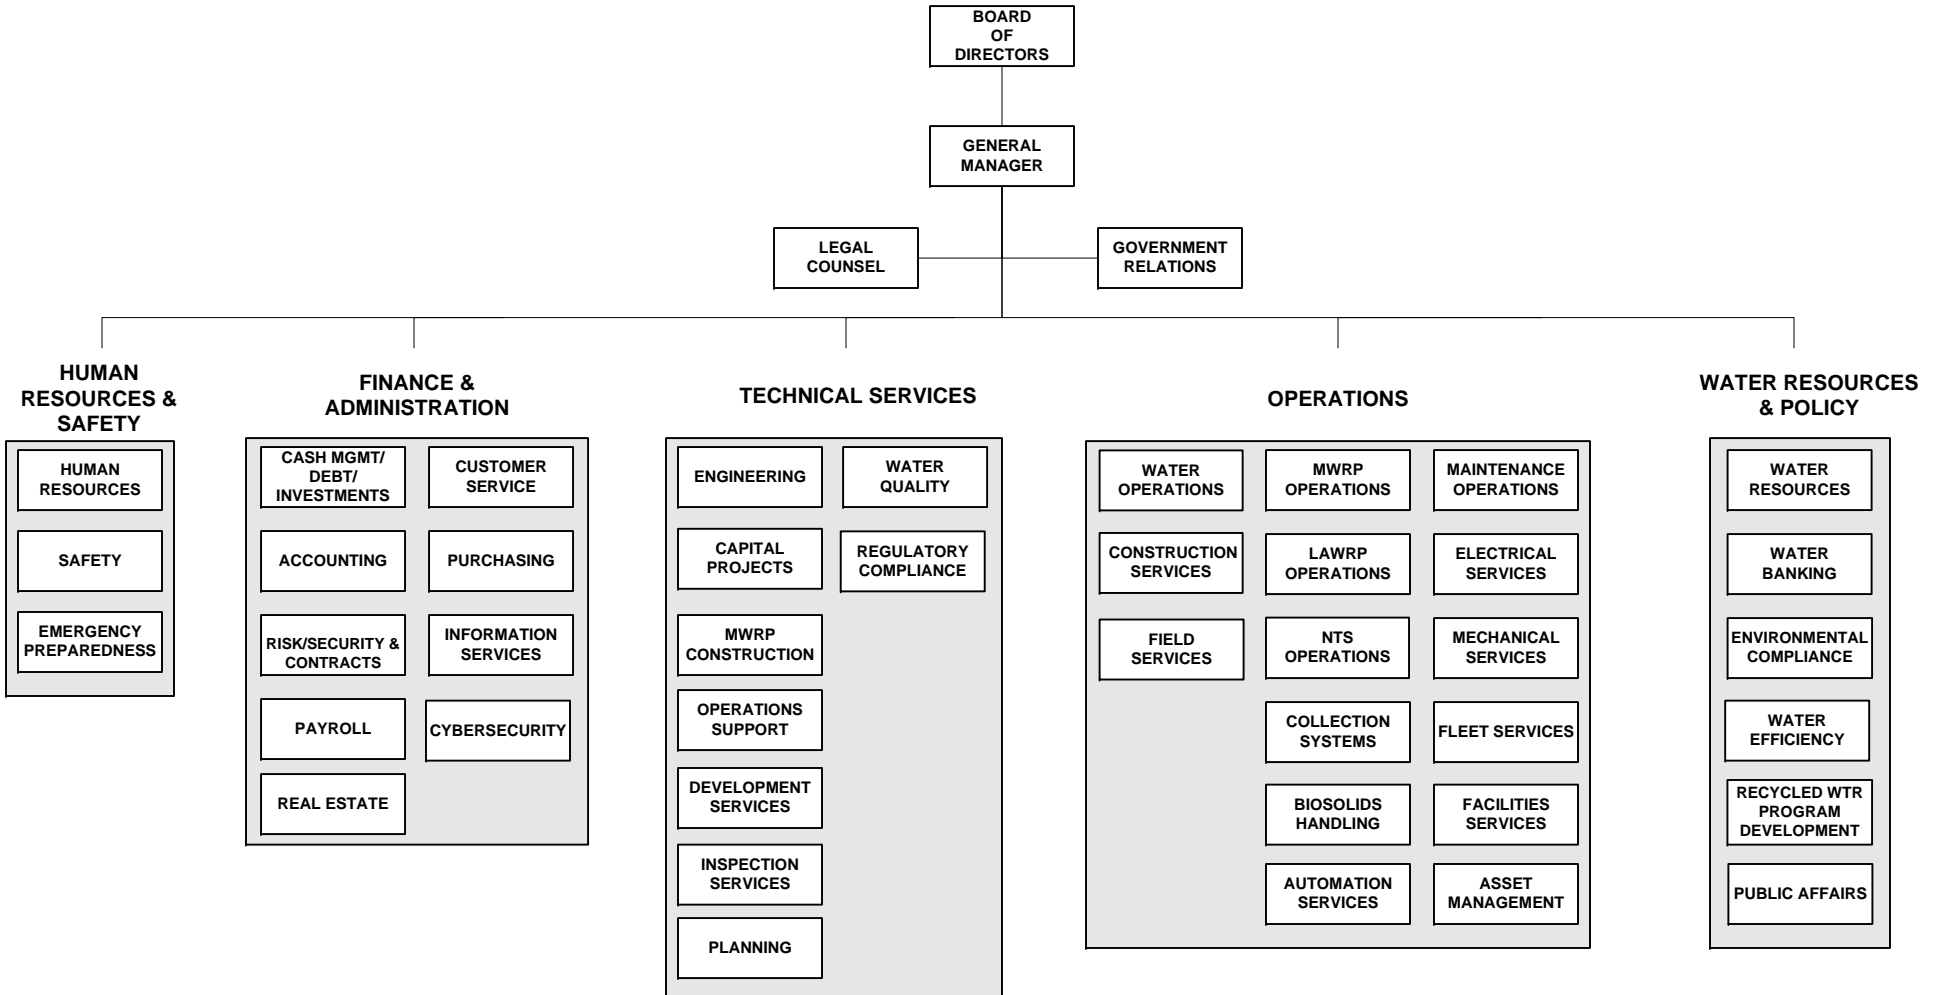 BOARD
OF
DIRECTORS
GENERAL
MANAGER
LEGAL
COUNSEL
GOVERNMENT
RELATIONS
HUMAN
RESOURCES &
SAFETY
HUMAN
RESOURCES
SAFETY
EMERGENCY
PREPAREDNESS
FINANCE &
ADMINISTRATION
CASH MGMT/
DEBT/
INVESTMENTS
ACCOUNTING
RISK/SECURITY &
CONTRACTS
PAYROLL
REAL ESTATE
CUSTOMER
SERVICE
PURCHASING
INFORMATION
SERVICES
CYBERSECURITY
TECHNICAL SERVICES
ENGINEERING
CAPITAL
PROJECTS
MWRP
CONSTRUCTION
OPERATIONS
SUPPORT
DEVELOPMENT
SERVICES
INSPECTION
SERVICES
PLANNING
WATER
QUALITY
REGULATORY
COMPLIANCE
OPERATIONS
WATER
OPERATIONS
CONSTRUCTION
SERVICES
FIELD
SERVICES
MWRP
OPERATIONS
LAWRP
OPERATIONS
NTS
OPERATIONS
COLLECTION
SYSTEMS
BIOSOLIDS
HANDLING
AUTOMATION
SERVICES
MAINTENANCE
OPERATIONS
ELECTRICAL
SERVICES
MECHANICAL
SERVICES
FLEET SERVICES
FACILITIES
SERVICES
ASSET
MANAGEMENT
WATER RESOURCES
& POLICY
WATER
RESOURCES
WATER
BANKING
ENVIRONMENTAL
COMPLIANCE
WATER
EFFICIENCY
RECYCLED WTR
PROGRAM
DEVELOPMENT
PUBLIC AFFAIRS